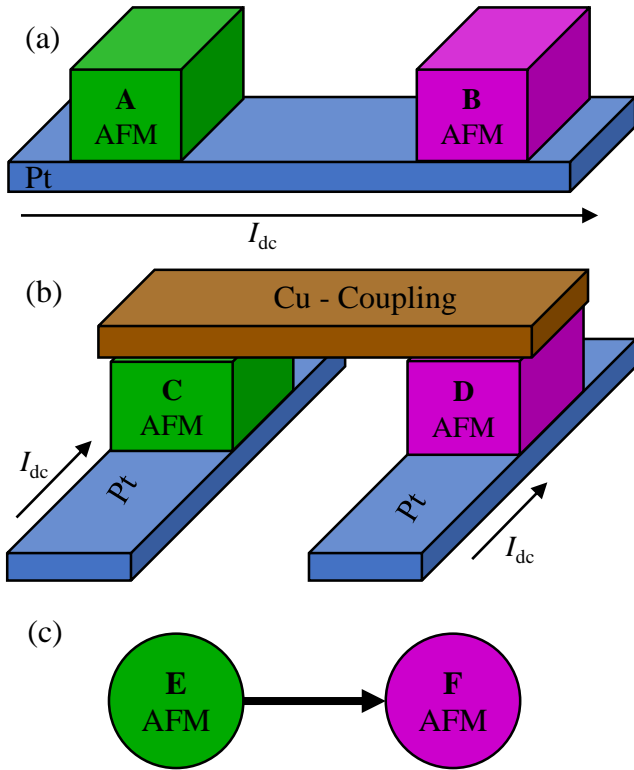 (a)
A
AFM
B
AFM
Pt
I_dc
(b)
Cu - Coupling
C
AFM
D
AFM
I_dc
Pt
Pt
I_dc
(c)
E
AFM
F
AFM